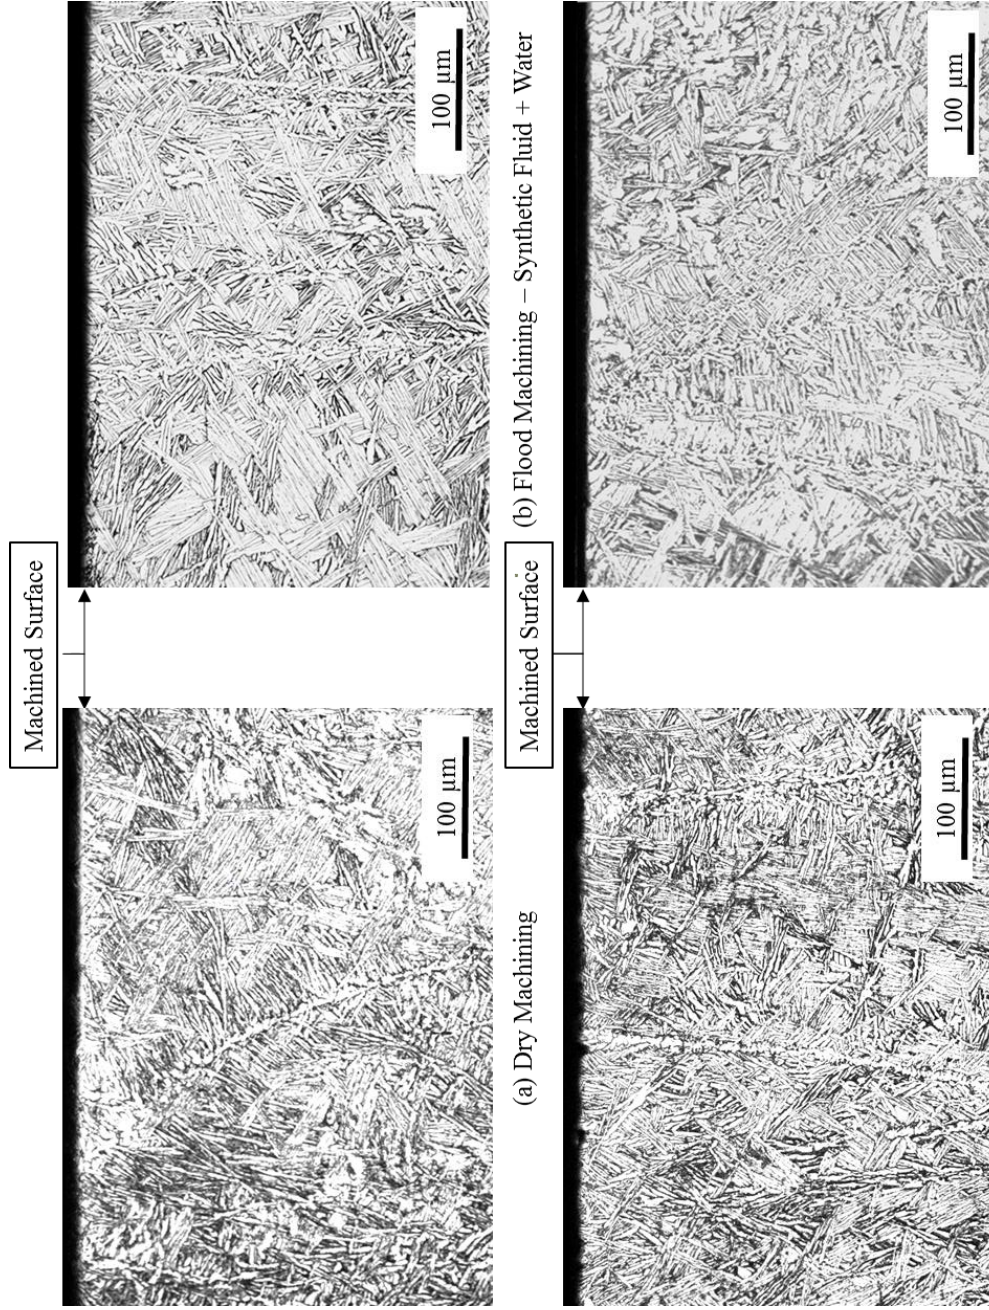 Machined Surface
100 µm
100 µm
(a) Dry Machining
(b) Flood Machining – Synthetic Fluid + Water
Machined Surface
100 µm
100 µm